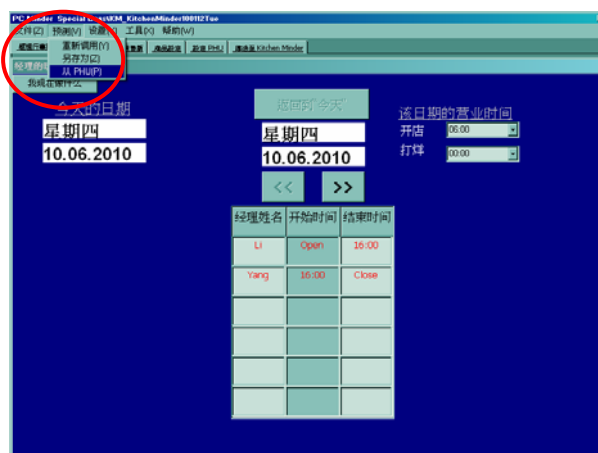 PC Minder Special Class\KM_KitchenMinder100112Tue
文件(Z) 预测(V) 设置(V) 工具(X) 帮助(W)
重新调用(Y)
另存为(Z)
从 PHU(P)
设置 PHU
Kitchen Minder
我现在做什么
今天的日期
返回到"今天"
该日期的营业时间
星期四
星期四
开店 06:00
10.06.2010
10.06.2010
打烊 00:00
<< >>
经理姓名 开始时间 结束时间
Li Open 16:00
Yang 16:00 Close